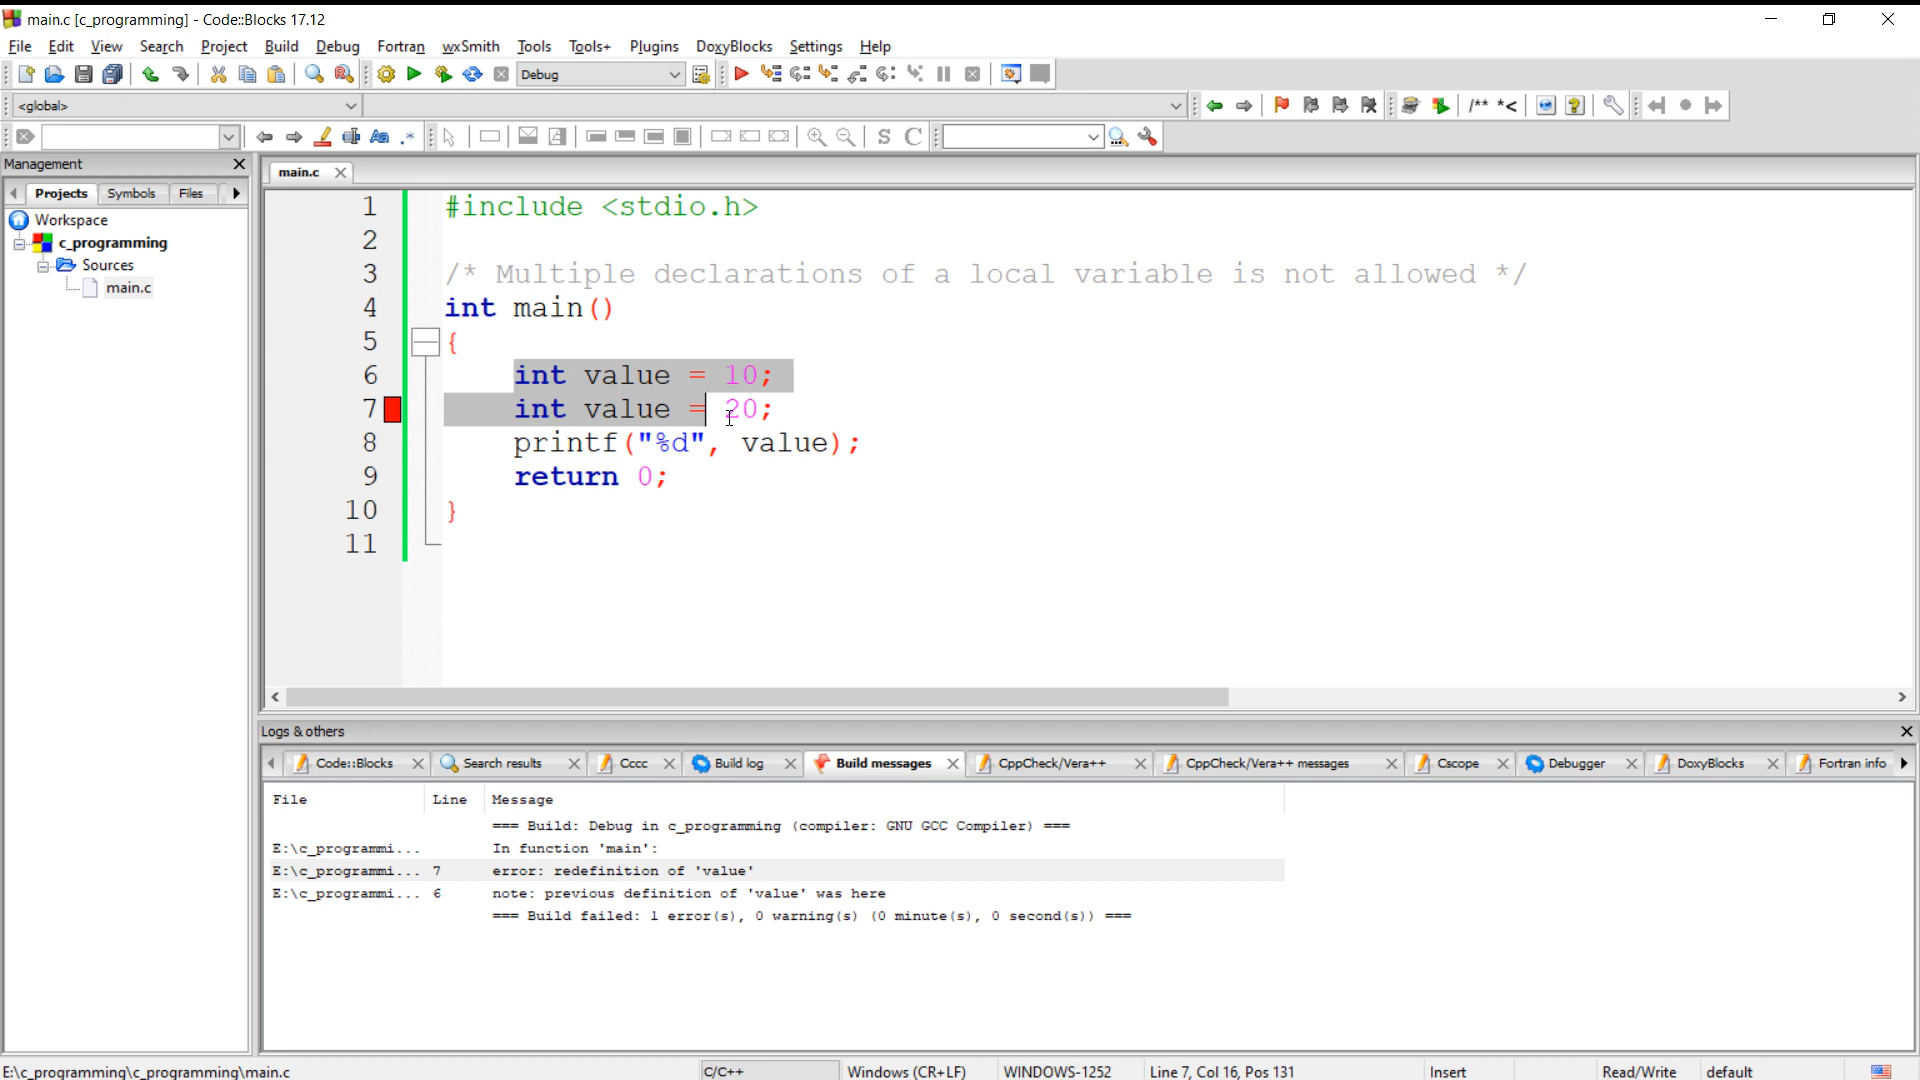 main.c [c_programming] - Code::Blocks 17.12
File Edit View Search Project Build Debug Fortran wxSmith Tools Tools+ Plugins DoxyBlocks Settings Help
Debug
<global>
/** *<
S C
Management
Projects Symbols Files
Workspace
c_programming
Sources
main.c
main.c
1 #include <stdio.h>
2
3 /* Multiple declarations of a local variable is not allowed */
4 int main()
5 {
6 int value = 10;
7 int value = 20;
8 printf("%d", value);
9 return 0;
10 }
11
Logs & others
Code::Blocks Search results Cccc Build log Build messages CppCheck/Vera++ CppCheck/Vera++ messages Cscope Debugger DoxyBlocks Fortran info
File Line Message
=== Build: Debug in c_programming (compiler: GNU GCC Compiler) ===
E:\c_programmi... In function 'main':
E:\c_programmi... 7 error: redefinition of 'value'
E:\c_programmi... 6 note: previous definition of 'value' was here
=== Build failed: 1 error(s), 0 warning(s) (0 minute(s), 0 second(s)) ===
E:\c_programming\c_programming\main.c C/C++ Windows (CR+LF) WINDOWS-1252 Line 7, Col 16, Pos 131 Insert Read/Write default